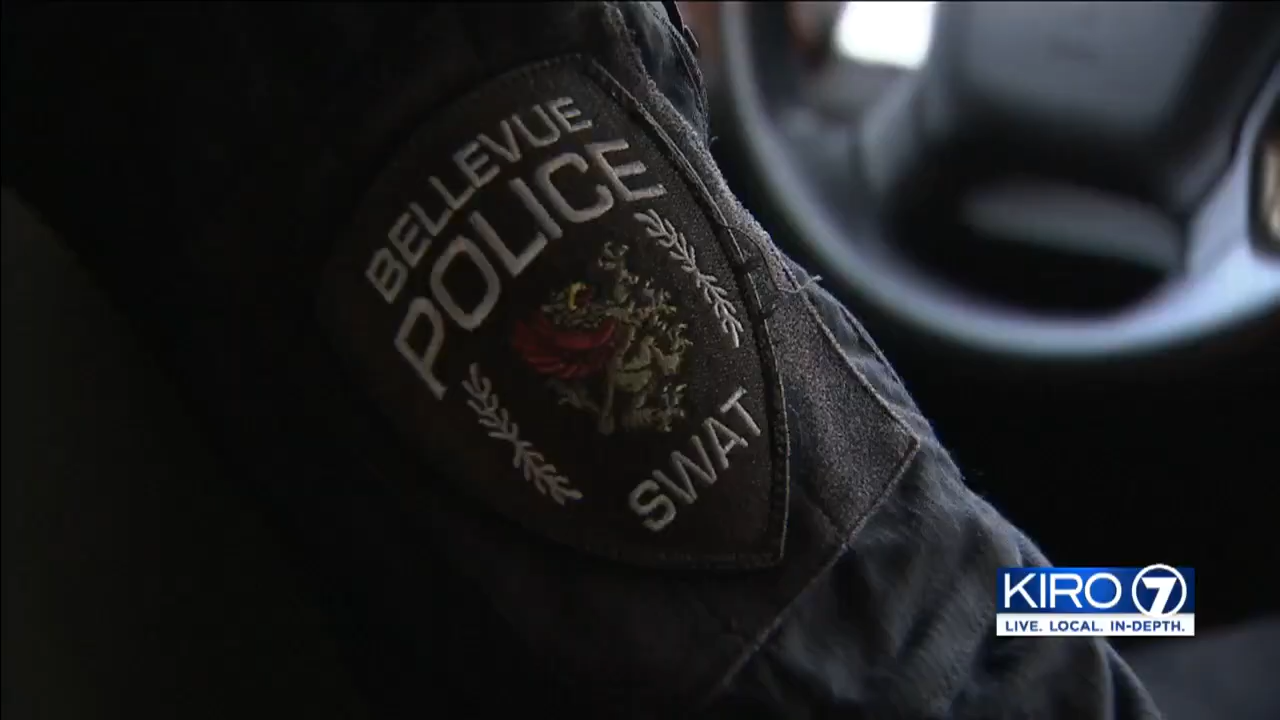 BELLEVUE
POLICE
SWAT
KIRO 7
LIVE. LOCAL. IN-DEPTH.